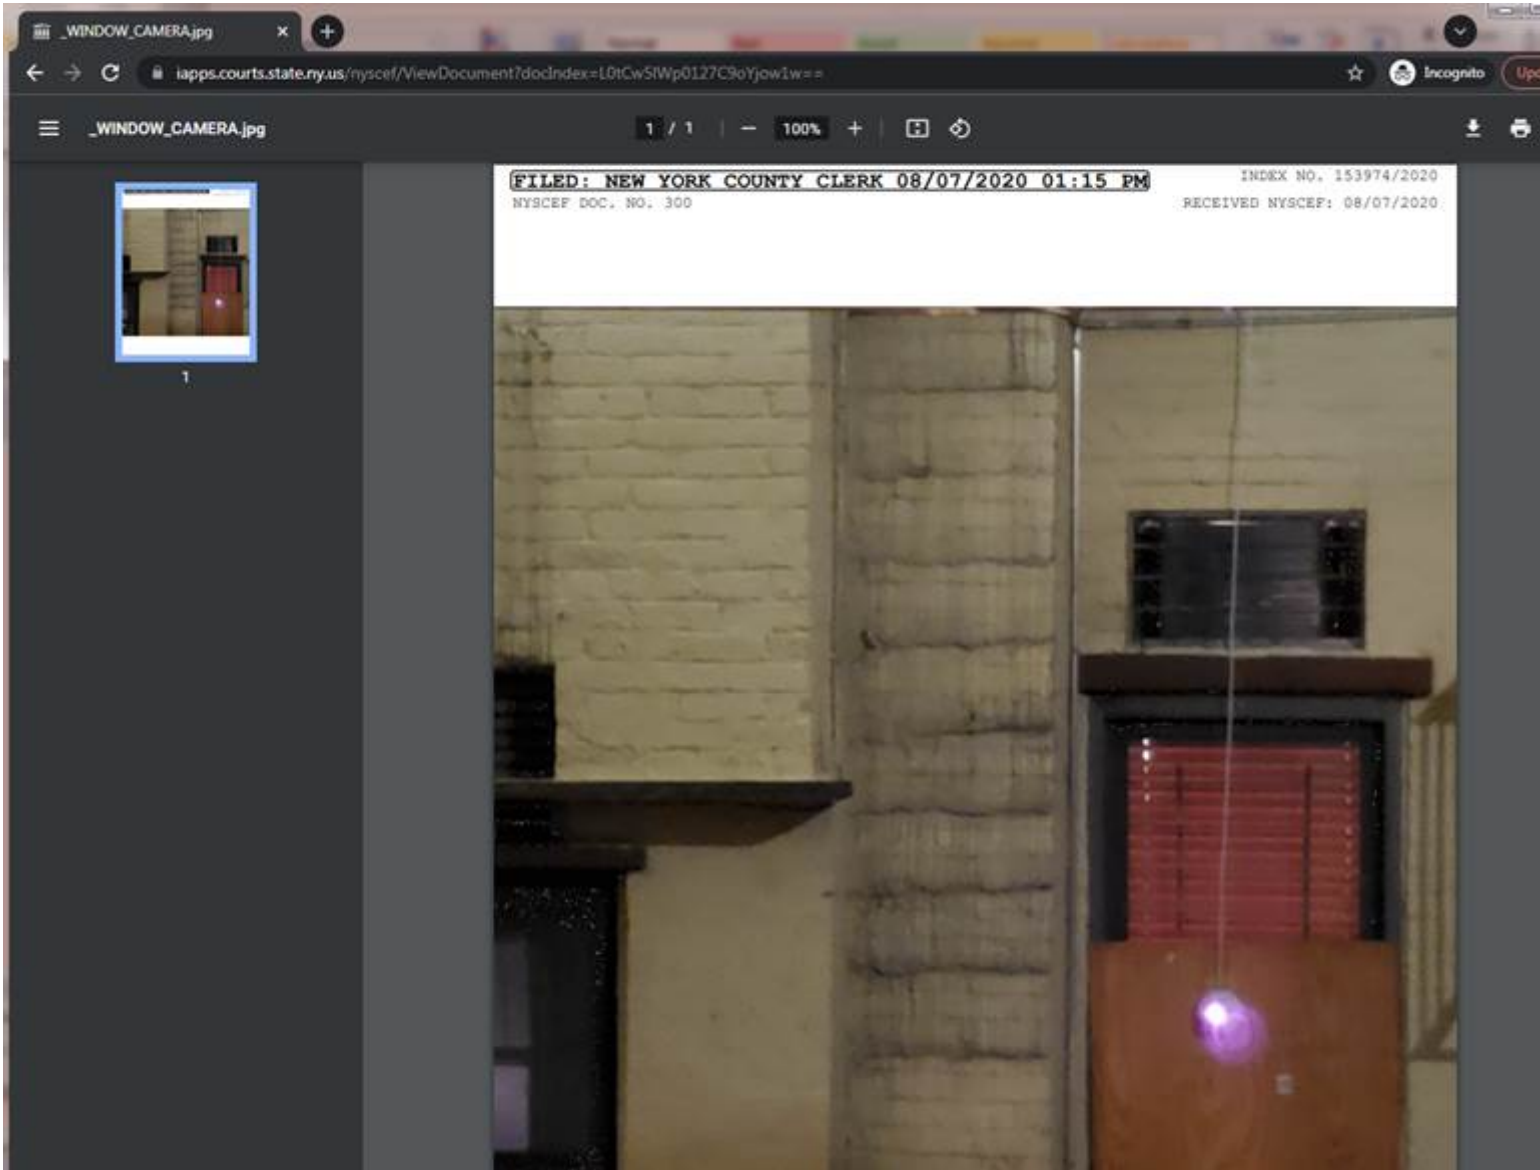 _WINDOW_CAMERA.jpg
iapps.courts.state.ny.us/nyscef/ViewDocument?docIndex=
Incognito
_WINDOW_CAMERA.jpg
1 / 1
100%
FILED: NEW YORK COUNTY CLERK 08/07/2020 01:15 PM
INDEX NO. 153974/2020
NYSCEF DOC. NO. 300
RECEIVED NYSCEF: 08/07/2020
1